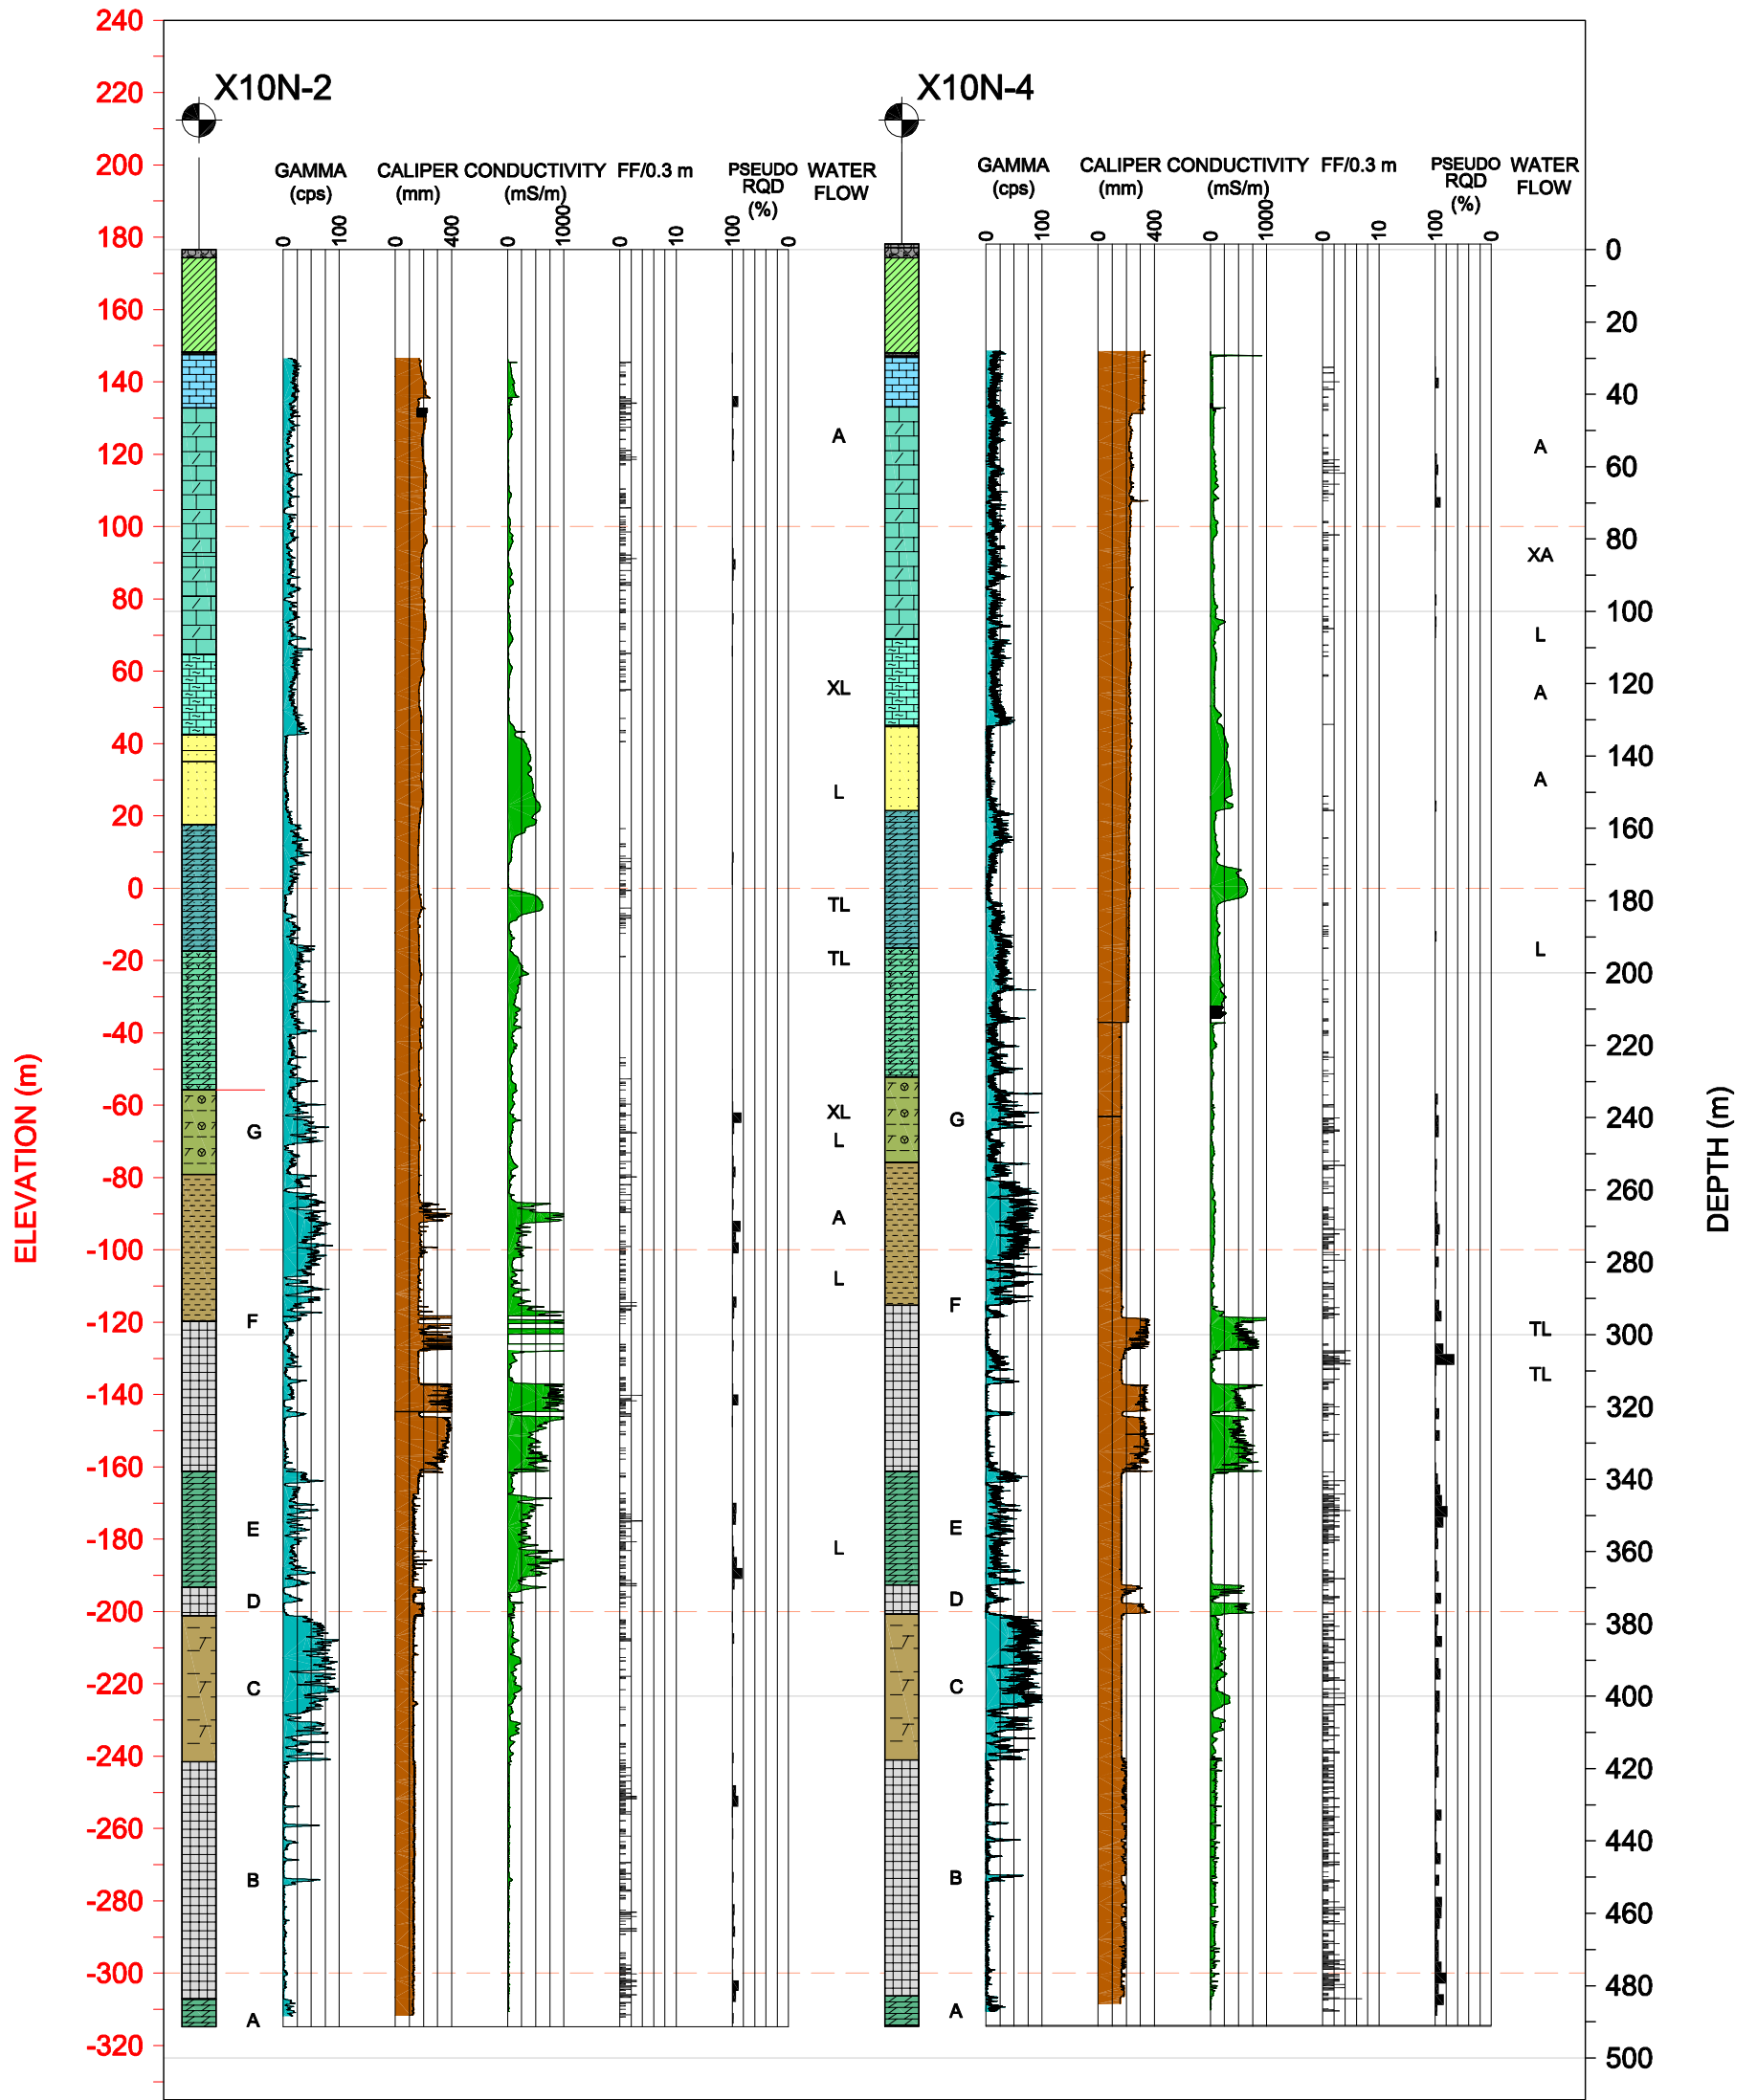 X10N-2
X10N-4
GAMMA (cps)
CALIPER (mm)
CONDUCTIVITY (mS/m)
FF/0.3 m
PSEUDO RQD (%)
WATER FLOW
GAMMA (cps)
CALIPER (mm)
CONDUCTIVITY (mS/m)
FF/0.3 m
PSEUDO RQD (%)
WATER FLOW
0 100
0 400
0 1000
0 10
100 0
0 100
0 400
0 1000
0 10
100 0
ELEVATION (m)
240
220
200
180
160
140
120
100
80
60
40
20
0
-20
-40
-60
-80
-100
-120
-140
-160
-180
-200
-220
-240
-260
-280
-300
-320
G
F
E
D
C
B
A
A
XL
L
TL
TL
XL
L
A
L
L
G
F
E
D
C
B
A
A
XA
L
A
A
L
TL
TL
0
20
40
60
80
100
120
140
160
180
200
220
240
260
280
300
320
340
360
380
400
420
440
460
480
500
DEPTH (m)